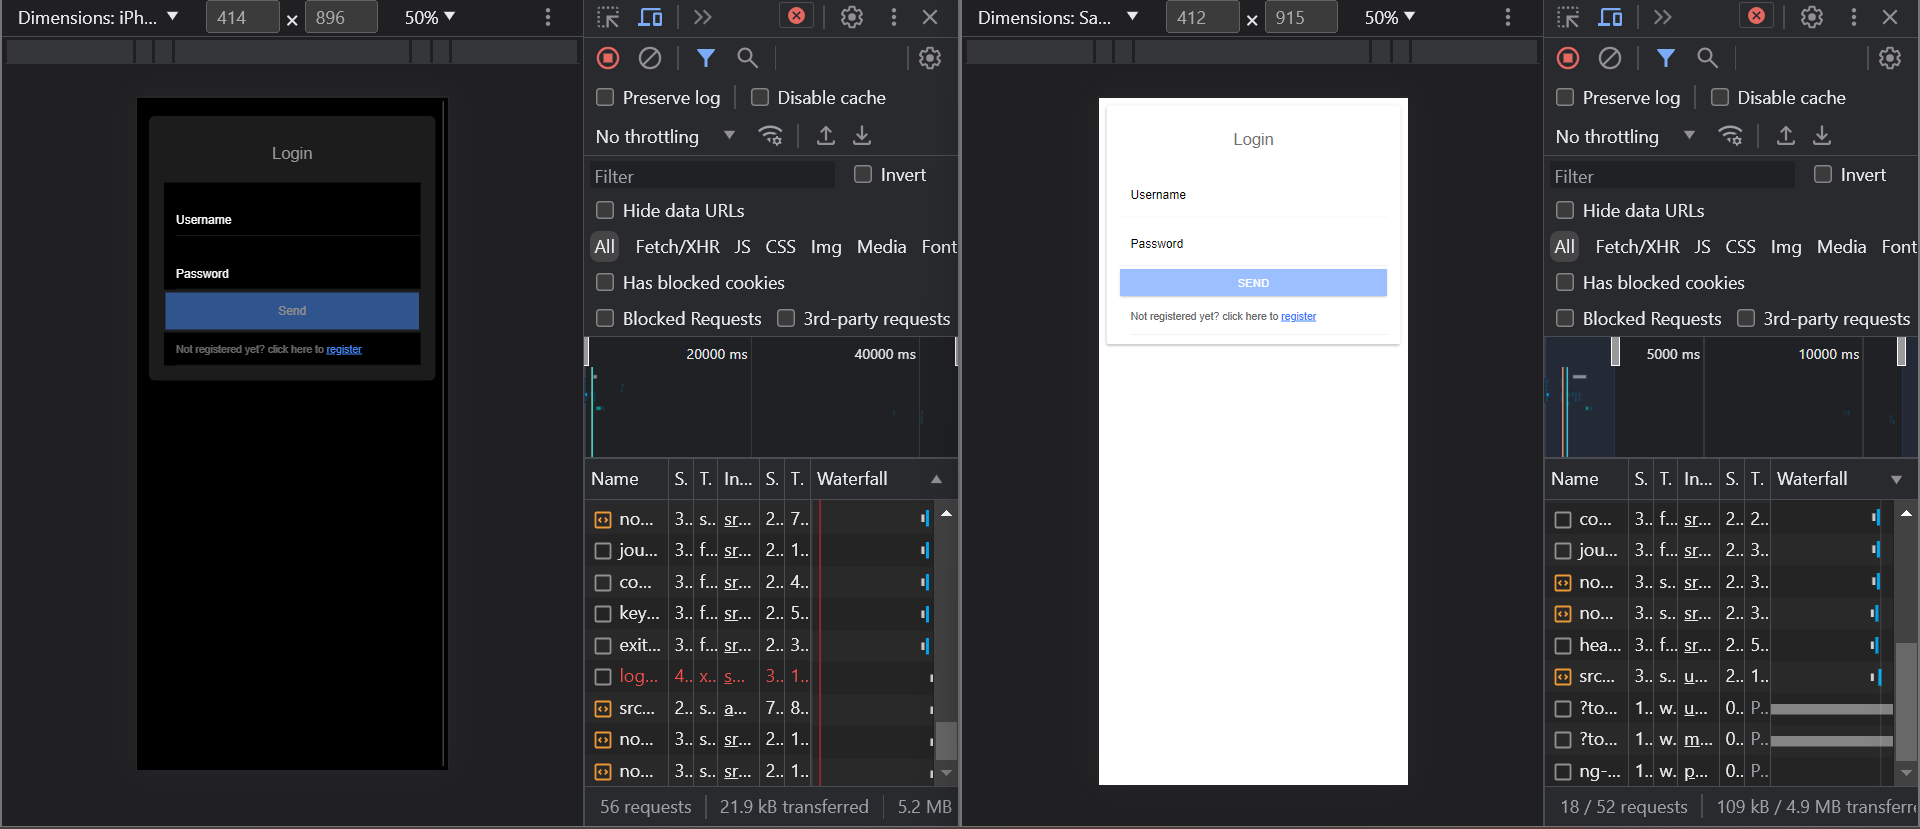 Dimensions: iPh... 414 × 896 50%
Preserve log Disable cache
No throttling
Filter Invert
Hide data URLs
All Fetch/XHR JS CSS Img Media Font
Has blocked cookies
Blocked Requests 3rd-party requests
20000 ms 40000 ms
Name S. T. In... S. T. Waterfall
no... 3.. s... sr... 2... 7..
jou... 3.. f... sr... 2... 1..
co... 3.. f... sr... 2... 4..
key... 3.. f... sr... 2... 5..
exit... 3.. f... sr... 2... 3..
log... 4.. x.. s... 3.. 1..
src... 2.. s.. a... 7.. 8..
no... 3.. s.. sr... 2... 1..
no... 3.. s.. sr... 2... 1..
56 requests 21.9 kB transferred 5.2 MB
Login
Username
Password
Send
Not registered yet? click here to register
Dimensions: Sa... 412 × 915 50%
Preserve log Disable cache
No throttling
Filter Invert
Hide data URLs
All Fetch/XHR JS CSS Img Media Font
Has blocked cookies
Blocked Requests 3rd-party requests
5000 ms 10000 ms
Name S. T. In... S. T. Waterfall
co... 3.. f... sr... 2.. 2..
jou... 3.. f... sr... 2.. 3..
no... 3.. s.. sr... 2.. 3..
no... 3.. s.. sr... 2.. 3..
hea... 3.. f... sr... 2.. 5..
src... 3.. s.. u... 2.. 1..
?to... 1.. w. u... 0.. P..
?to... 1.. w. m... 0.. P..
ng-... 1.. w. p... 0.. P..
18 / 52 requests 109 kB / 4.9 MB transferr
Login
Username
Password
SEND
Not registered yet? click here to register